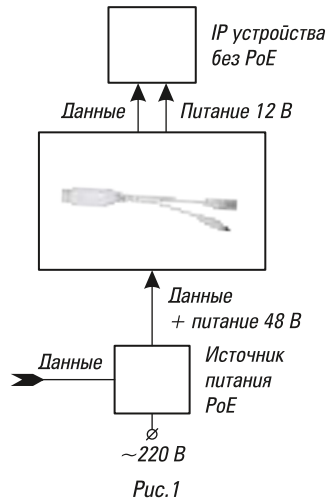 IP устройства
без PoE
Данные
Питание 12 В
Данные
+ питание 48 В
Данные
Источник
питания
PoE
~220 В
Рис.1